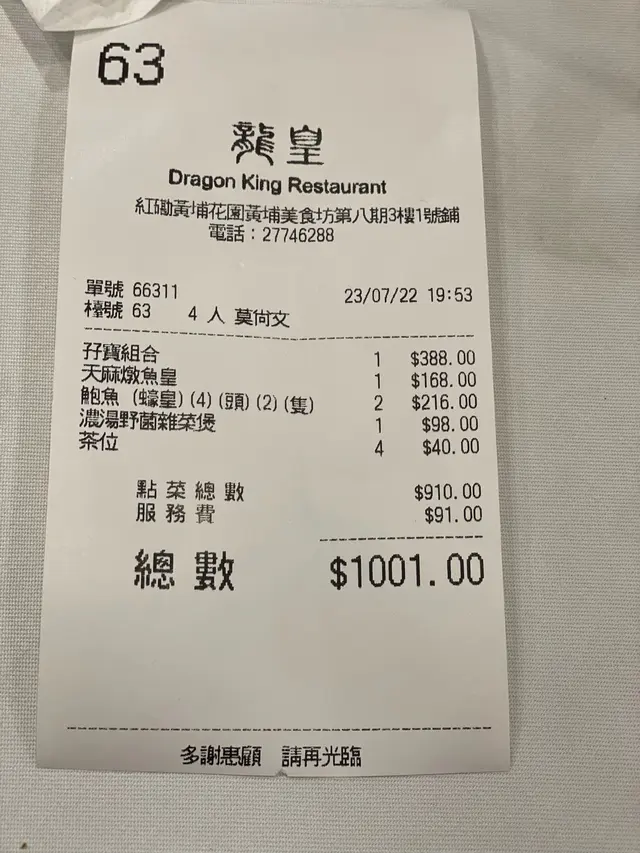 63
龍皇
Dragon King Restaurant
紅磡黃埔花園黃埔美食坊第八期3樓1號鋪
電話：27746288
單號 66311 23/07/22 19:53
檯號 63 4 人 莫尚文
孖寶組合 1 $388.00
天麻燉魚皇 1 $168.00
鮑魚 (蠔皇)(4)(頭)(2)(隻) 2 $216.00
濃湯野菌雜菜煲 1 $98.00
茶位 4 $40.00
點菜總數 $910.00
服務費 $91.00
總數 $1001.00
多謝惠顧 請再光臨